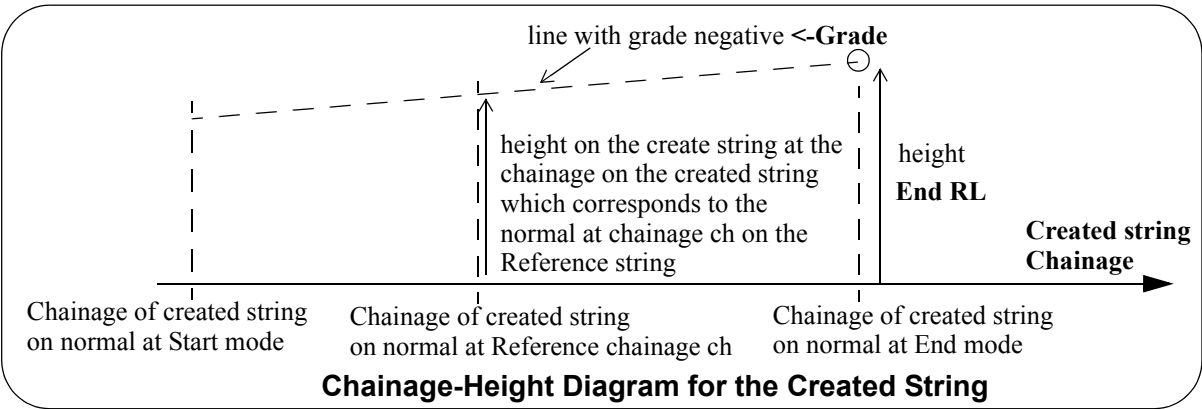 line with grade negative <-Grade
height on the create string at the
chainage on the created string
which corresponds to the
normal at chainage ch on the
Reference string
height
End RL
Created string
Chainage
Chainage of created string
on normal at Start mode
Chainage of created string
on normal at Reference chainage ch
Chainage of created string
on normal at End mode
Chainage-Height Diagram for the Created String